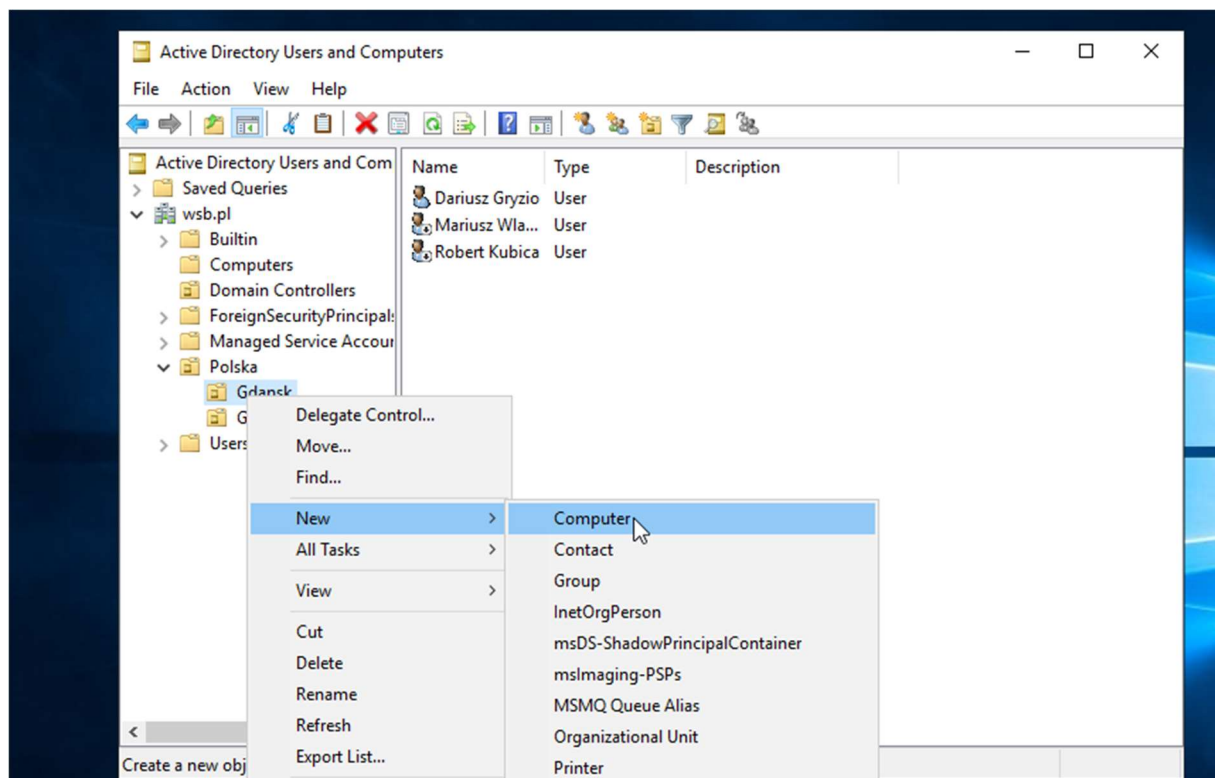 Active Directory Users and Computers
File Action View Help
Active Directory Users and Com
Saved Queries
wsb.pl
Builtin
Computers
Domain Controllers
ForeignSecurityPrincipal
Managed Service Accou
Polska
Gdansk
G
Users
Name Type Description
Dariusz Gryzio User
Mariusz Wla... User
Robert Kubica User
Delegate Control...
Move...
Find...
New
All Tasks
View
Cut
Delete
Rename
Refresh
Export List...
Computer
Contact
Group
InetOrgPerson
msDS-ShadowPrincipalContainer
msImaging-PSPs
MSMQ Queue Alias
Organizational Unit
Printer
Create a new obj